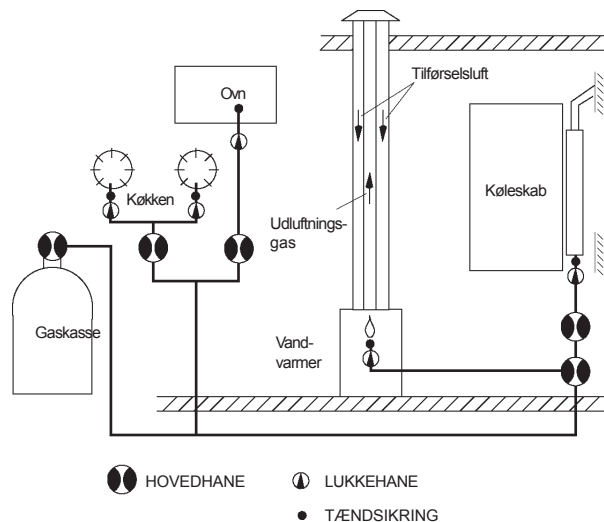 Ovn
Tilførselsluft
Køkken
Køleskab
Udluftnings-
gas
Gaskasse
Vand-
varmer
HOVEDHANE
LUKKEHANE
TÆNDSIKRING